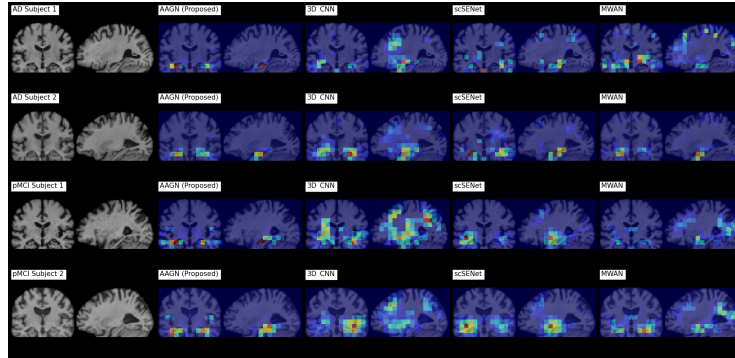 AD Subject 1 AAGN (Proposed) 3D CNN scSENet MWAN
AD Subject 2 AAGN (Proposed) 3D CNN scSENet MWAN
pMCI Subject 1 AAGN (Proposed) 3D CNN scSENet MWAN
pMCI Subject 2 AAGN (Proposed) 3D CNN scSENet MWAN